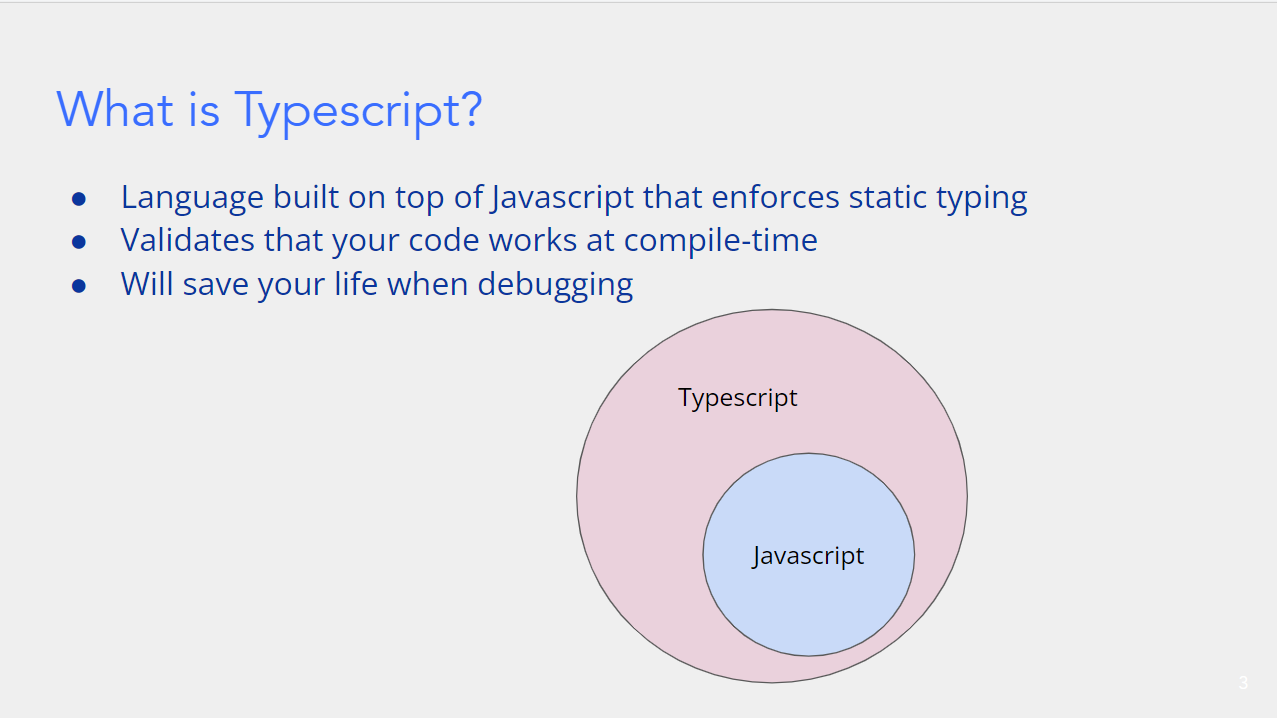 What is Typescript?
● Language built on top of Javascript that enforces static typing
● Validates that your code works at compile-time
● Will save your life when debugging
Typescript
Javascript
3